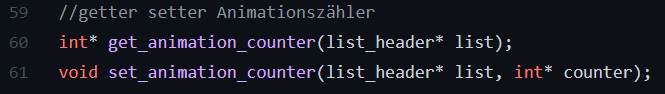 59 //getter setter Animationszähler
60 int* get_animation_counter(list_header* list);
61 void set_animation_counter(list_header* list, int* counter);